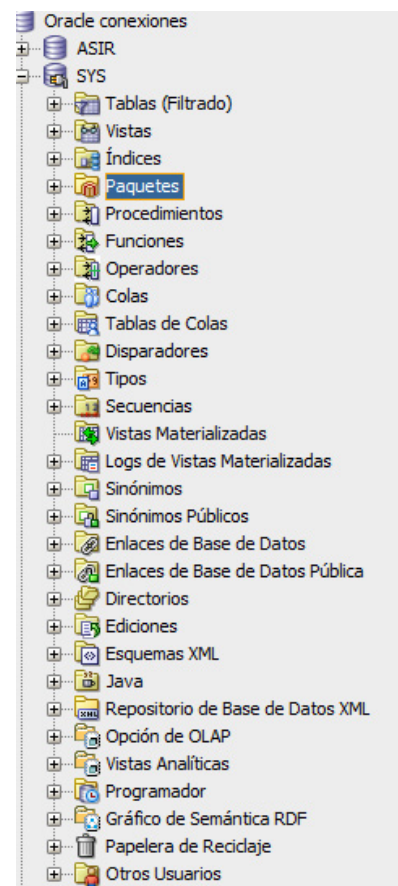 Oracle conexiones
ASIR
SYS
Tablas (Filtrado)
Vistas
Índices
Paquetes
Procedimientos
Funciones
Operadores
Colas
Tablas de Colas
Disparadores
Tipos
Secuencias
Vistas Materializadas
Logs de Vistas Materializadas
Sinónimos
Sinónimos Públicos
Enlaces de Base de Datos
Enlaces de Base de Datos Pública
Directorios
Ediciones
Esquemas XML
Java
Repositorio de Base de Datos XML
Opción de OLAP
Vistas Analíticas
Programador
Gráfico de Semántica RDF
Papelera de Reciclaje
Otros Usuarios